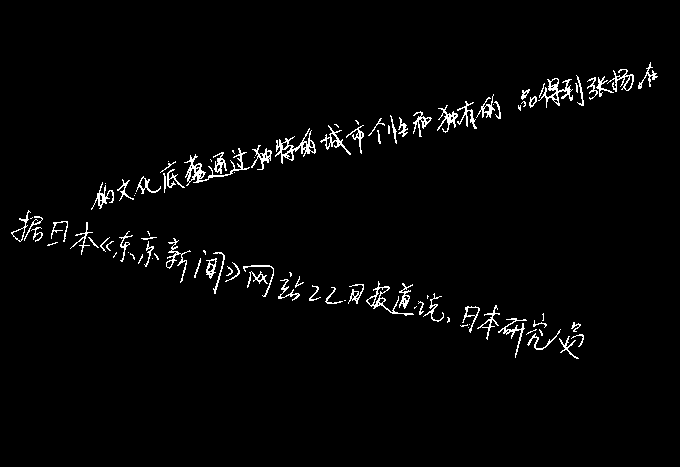 的文化底蕴通过独特的城市个性和独有的 品得到张扬在
据日本《东京新闻》网站22日报道说,日本研究人员